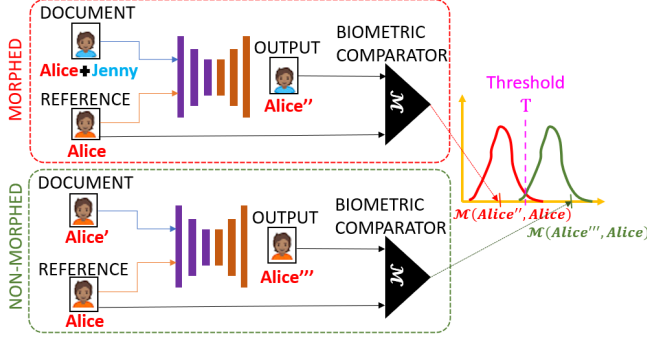 MORPHED
DOCUMENT
Alice+Jenny
REFERENCE
Alice
OUTPUT
Alice''
BIOMETRIC
COMPARATOR
ℳ
NON-MORPHED
DOCUMENT
Alice'
REFERENCE
Alice
OUTPUT
Alice'''
BIOMETRIC
COMPARATOR
ℳ
Threshold
T
ℳ(Alice'', Alice)
ℳ(Alice''', Alice)